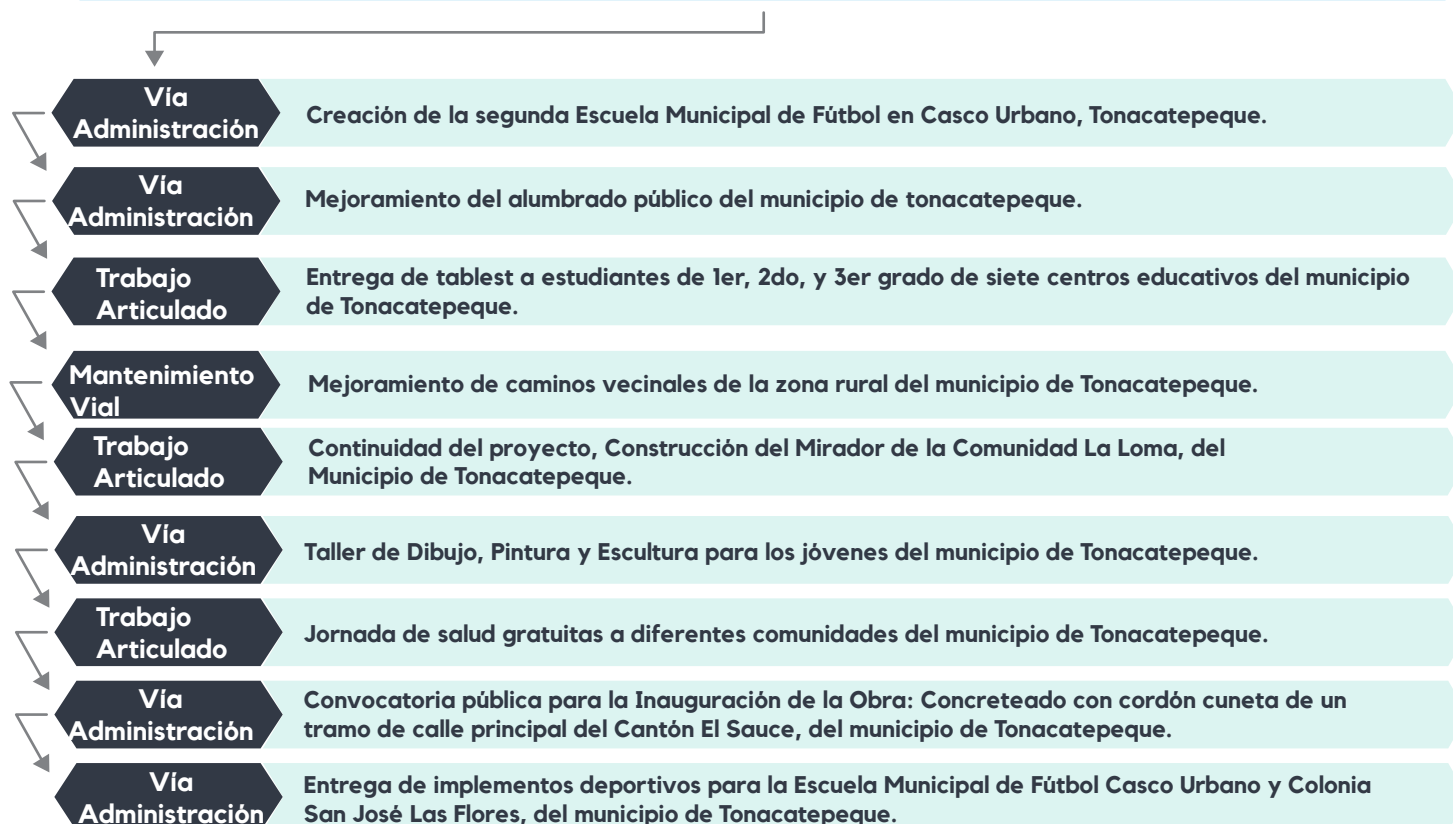 Vía
Administración
Creación de la segunda Escuela Municipal de Fútbol en Casco Urbano, Tonacatepeque.
Vía
Administración
Mejoramiento del alumbrado público del municipio de tonacatepeque.
Trabajo
Articulado
Entrega de tablest a estudiantes de 1er, 2do, y 3er grado de siete centros educativos del municipio
de Tonacatepeque.
Mantenimiento
Vial
Mejoramiento de caminos vecinales de la zona rural del municipio de Tonacatepeque.
Trabajo
Articulado
Continuidad del proyecto, Construcción del Mirador de la Comunidad La Loma, del
Municipio de Tonacatepeque.
Vía
Administración
Taller de Dibujo, Pintura y Escultura para los jóvenes del municipio de Tonacatepeque.
Trabajo
Articulado
Jornada de salud gratuitas a diferentes comunidades del municipio de Tonacatepeque.
Vía
Administración
Convocatoria pública para la Inauguración de la Obra: Concreteado con cordón cuneta de un
tramo de calle principal del Cantón El Sauce, del municipio de Tonacatepeque.
Vía
Administración
Entrega de implementos deportivos para la Escuela Municipal de Fútbol Casco Urbano y Colonia
San José Las Flores, del municipio de Tonacatepeque.